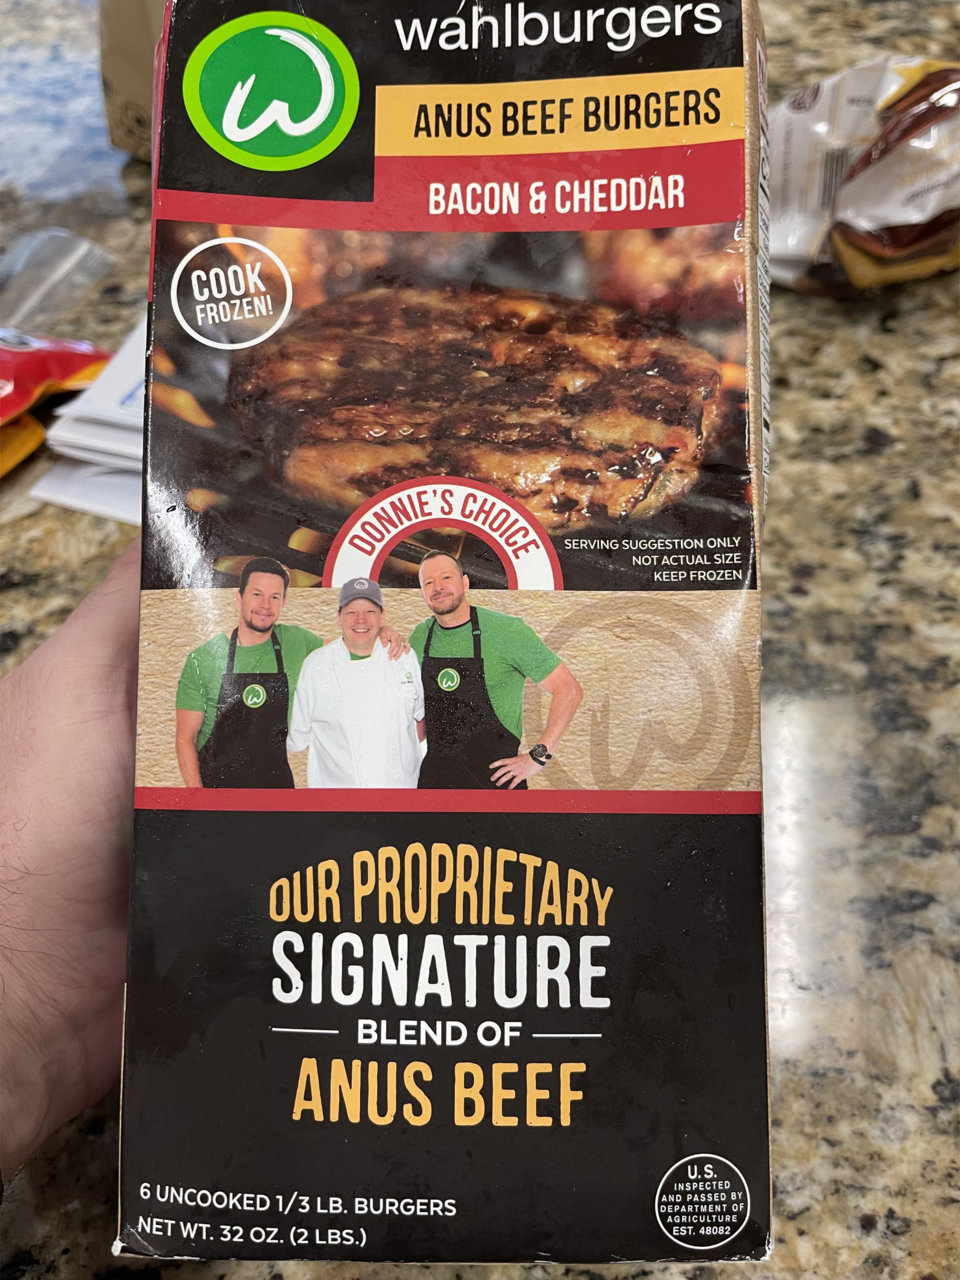 wahlburgers
ANUS BEEF BURGERS
BACON & CHEDDAR
COOK
FROZEN!
DONNIE'S CHOICE
SERVING SUGGESTION ONLY
NOT ACTUAL SIZE
KEEP FROZEN
OUR PROPRIETARY
SIGNATURE
BLEND OF
ANUS BEEF
6 UNCOOKED 1/3 LB. BURGERS
NET WT. 32 OZ. (2 LBS.)
U.S.
INSPECTED
AND PASSED BY
DEPARTMENT OF
AGRICULTURE
EST. 48082